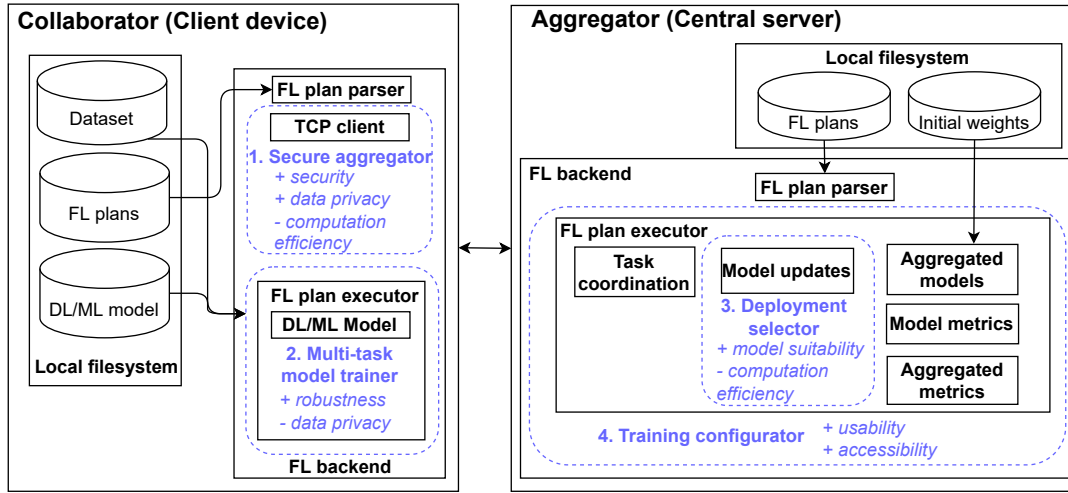 Collaborator (Client device)
Dataset
FL plans
DL/ML model
Local filesystem
FL plan parser
TCP client
1. Secure aggregator
+ security
+ data privacy
- computation
efficiency
FL plan executor
DL/ML Model
2. Multi-task
model trainer
+ robustness
- data privacy
FL backend
Aggregator (Central server)
Local filesystem
FL plans
Initial weights
FL backend
FL plan parser
FL plan executor
Task
coordination
Model updates
3. Deployment
selector
+ model suitability
- computation
efficiency
Aggregated
models
Model metrics
Aggregated
metrics
4. Training configurator
+ usability
+ accessibility